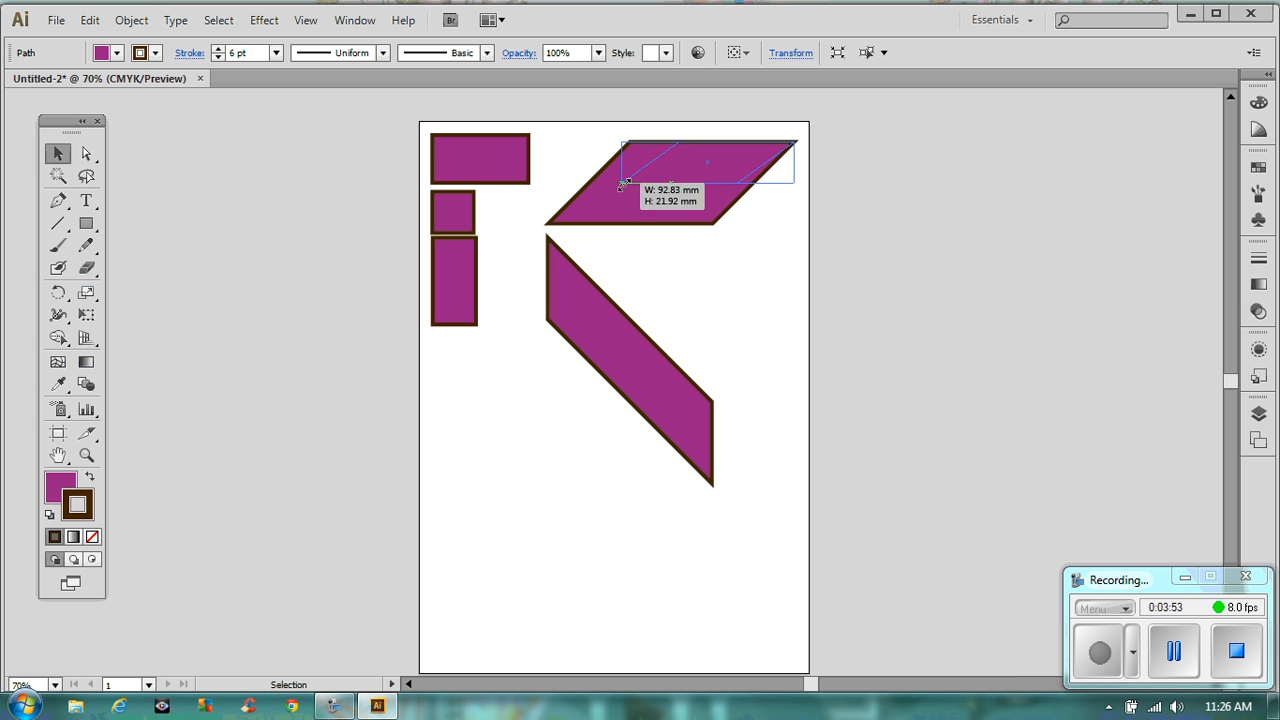 Ai File Edit Object Type Select Effect View Window Help Br Essentials
Path Stroke: 6 pt Uniform Basic Opacity: 100% Style: Transform
Untitled-2* @ 70% (CMYK/Preview) ×
T
W: 92.83 mm
H: 21.92 mm
Recording...
Menu 0:03:53 8.0 fps
70% 1 Selection
Ai 11:26 AM